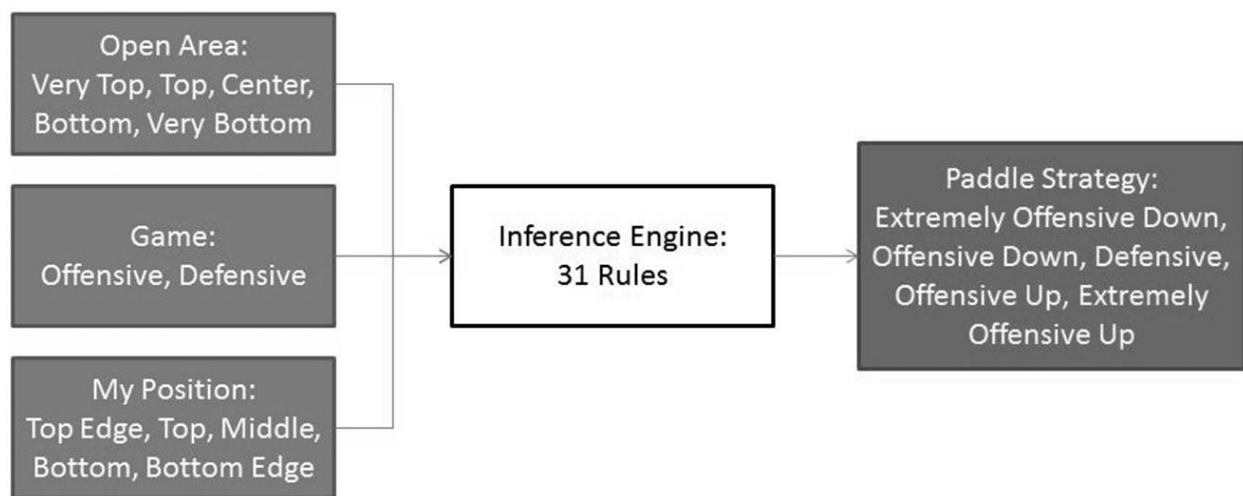 Open Area:
Very Top, Top, Center,
Bottom, Very Bottom
Game:
Offensive, Defensive
My Position:
Top Edge, Top, Middle,
Bottom, Bottom Edge
Inference Engine:
31 Rules
Paddle Strategy:
Extremely Offensive Down,
Offensive Down, Defensive,
Offensive Up, Extremely
Offensive Up